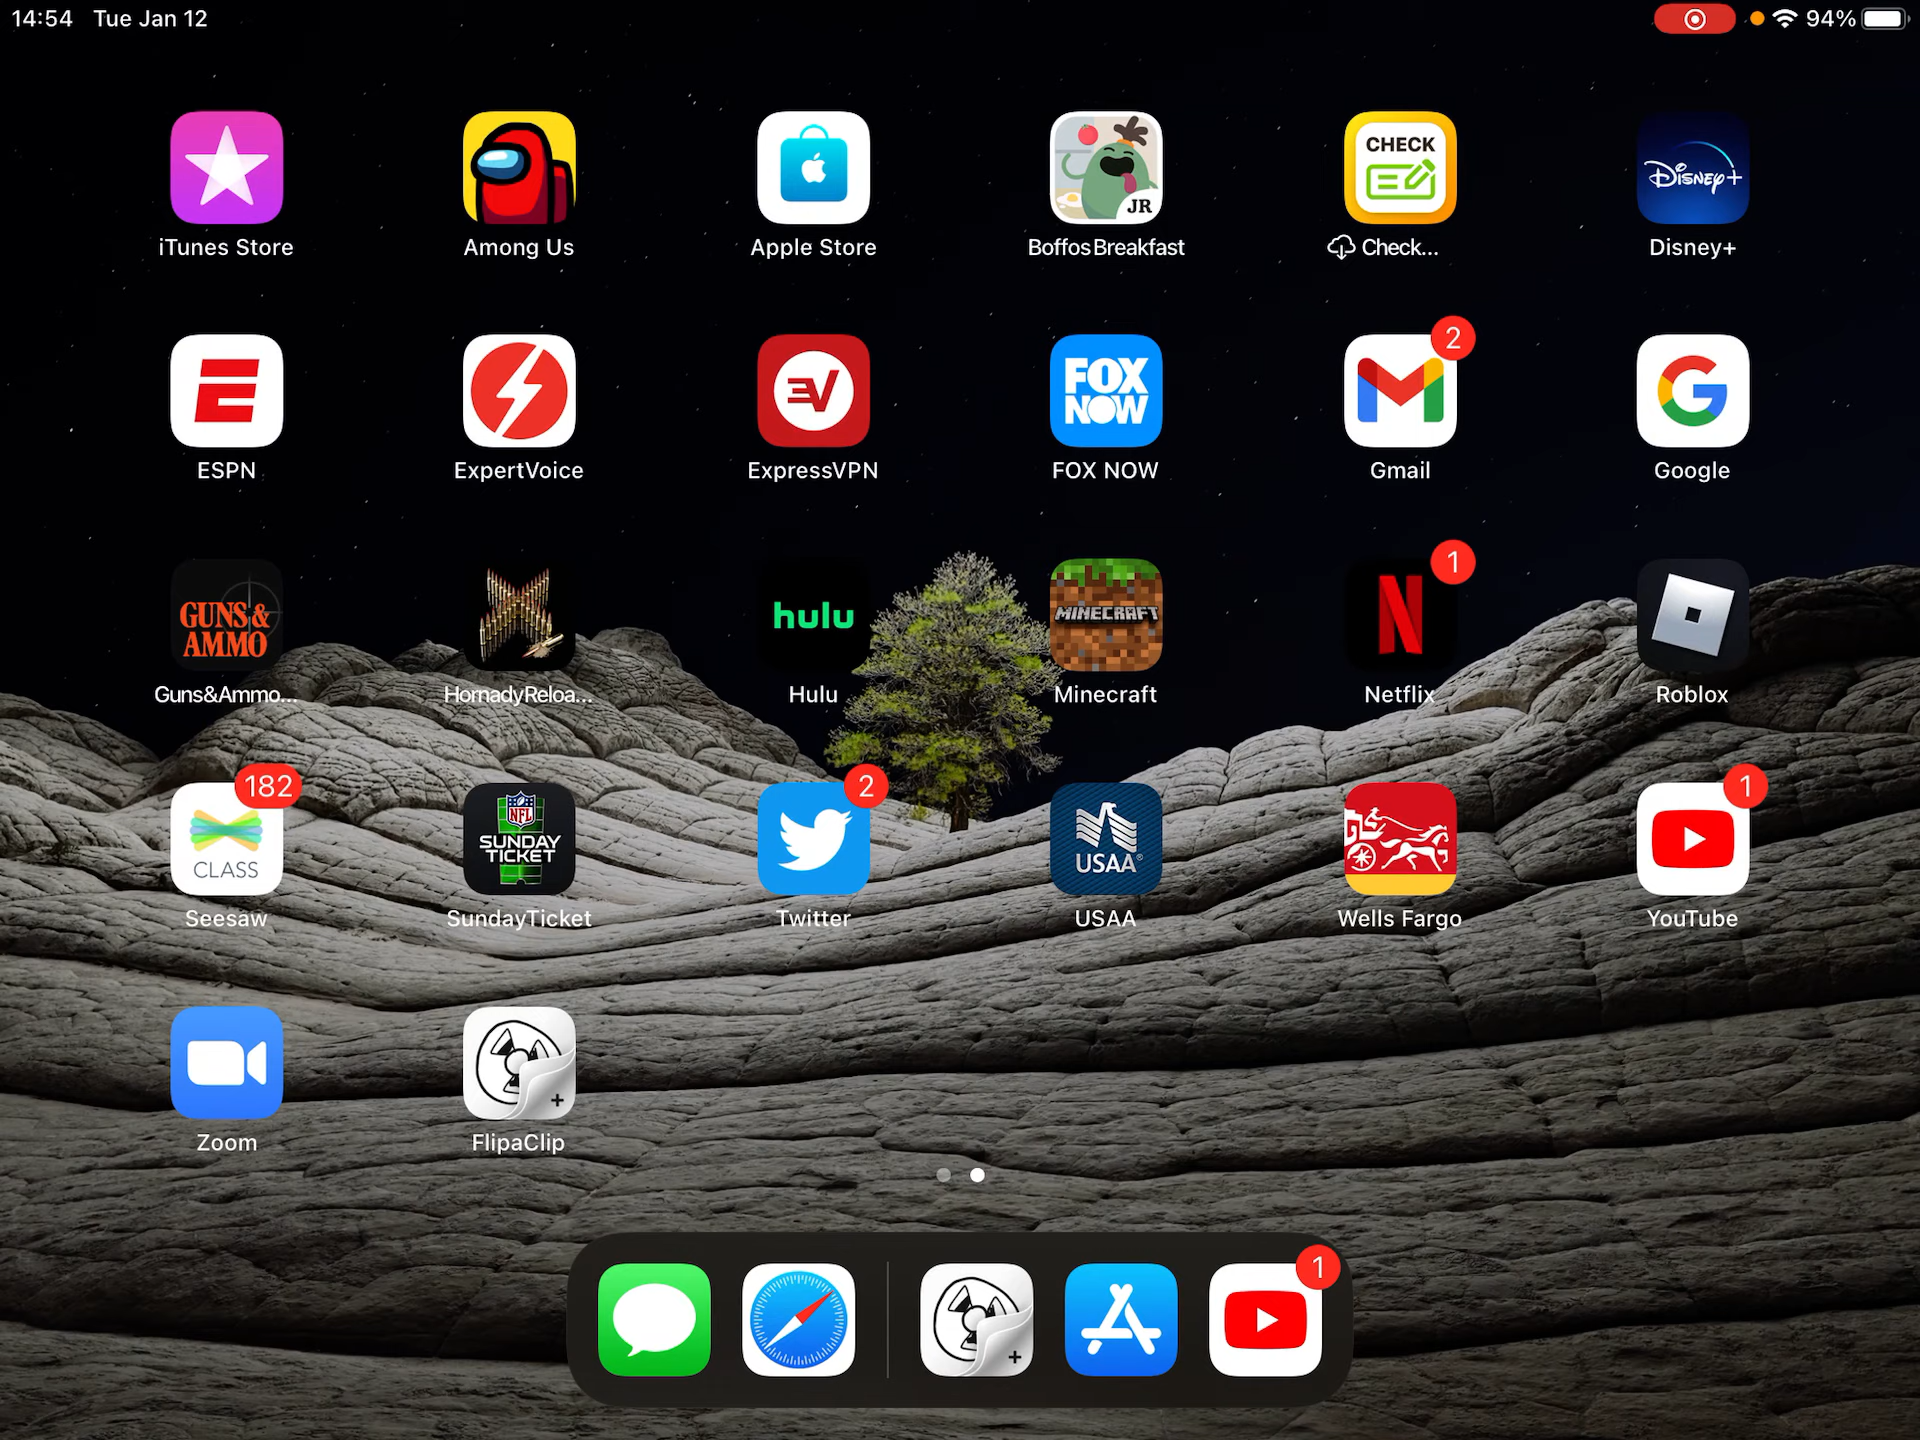 14:54 Tue Jan 12
94%
iTunes Store
Among Us
Apple Store
JR
Boffos Breakfast
CHECK
Check...
Disney+
Disney+
ESPN
ExpertVoice
EV
ExpressVPN
FOX
NOW
FOX NOW
2
Gmail
G
Google
GUNS&
AMMO
Guns&Ammo...
HornadyReloa...
hulu
Hulu
MINECRAFT
Minecraft
N
1
Netflix
Roblox
182
CLASS
Seesaw
NFL
SUNDAY
TICKET
SundayTicket
2
Twitter
USAA®
USAA
Wells Fargo
1
YouTube
Zoom
FlipaClip
1